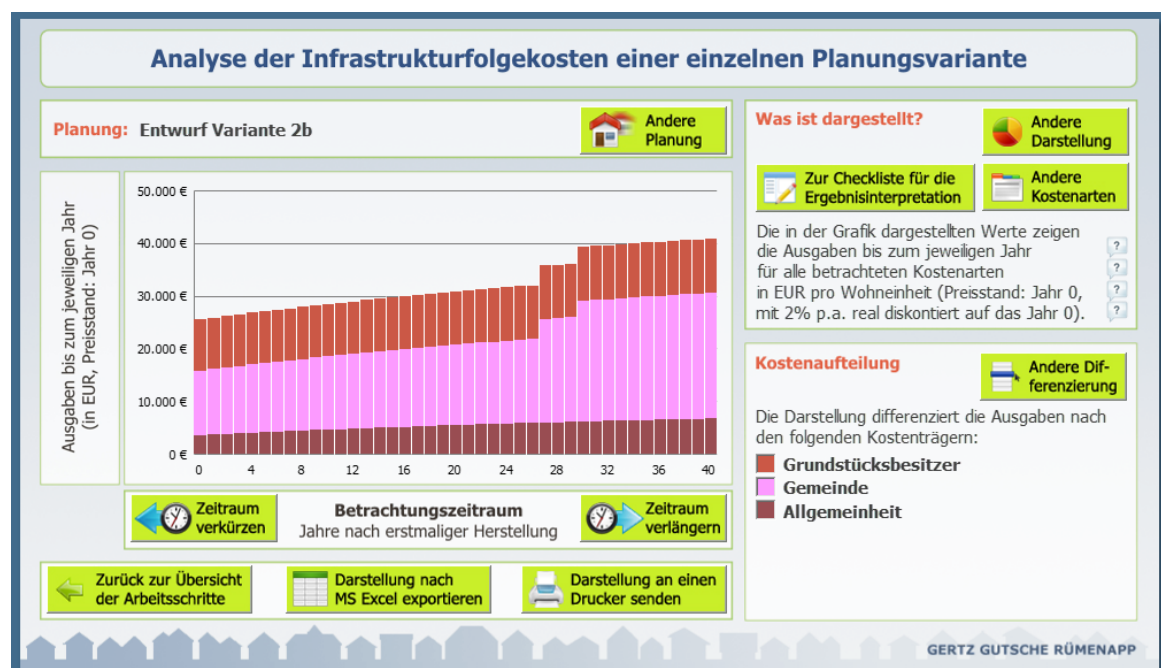 Analyse der Infrastrukturfolgekosten einer einzelnen Planungsvariante
Planung: Entwurf Variante 2b
Andere
Planung
Ausgaben bis zum jeweiligen Jahr
(in EUR, Preisstand: Jahr 0)
50.000 €
40.000 €
30.000 €
20.000 €
10.000 €
0 €
0 4 8 12 16 20 24 28 32 36 40
Zeitraum
verkürzen
Betrachtungszeitraum
Jahre nach erstmaliger Herstellung
Zeitraum
verlängern
Zurück zur Übersicht
der Arbeitsschritte
Darstellung nach
MS Excel exportieren
Darstellung an einen
Drucker senden
Was ist dargestellt?
Andere
Darstellung
Zur Checkliste für die
Ergebnisinterpretation
Andere
Kostenarten
Die in der Grafik dargestellten Werte zeigen
die Ausgaben bis zum jeweiligen Jahr
für alle betrachteten Kostenarten
in EUR pro Wohneinheit (Preisstand: Jahr 0,
mit 2% p.a. real diskontiert auf das Jahr 0).
?
?
?
?
Kostenaufteilung
Andere Dif-
ferenzierung
Die Darstellung differenziert die Ausgaben nach
den folgenden Kostenträgern:
Grundstücksbesitzer
Gemeinde
Allgemeinheit
GERTZ GUTSCHE RÜMENAPP